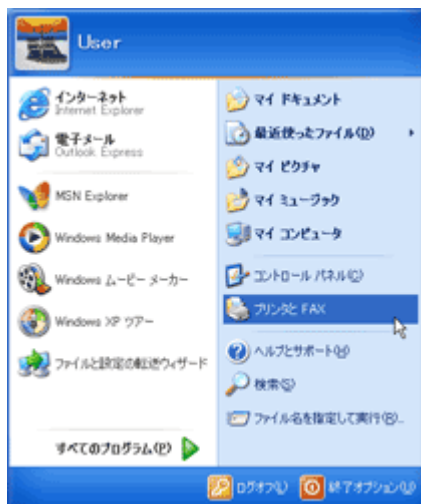 User
インターネット
Internet Explorer
電子メール
Outlook Express
MSN Explorer
Windows Media Player
Windows ムービー メーカー
Windows XP ツアー
ファイルと設定の転送ウィザード
すべてのプログラム(P)
マイ ドキュメント
最近使ったファイル(D)
マイ ピクチャ
マイ ミュージック
マイ コンピュータ
コントロール パネル(C)
プリンタと FAX
ヘルプとサポート(H)
検索(S)
ファイル名を指定して実行(R)...
ログオフ(L)
終了オプション(U)